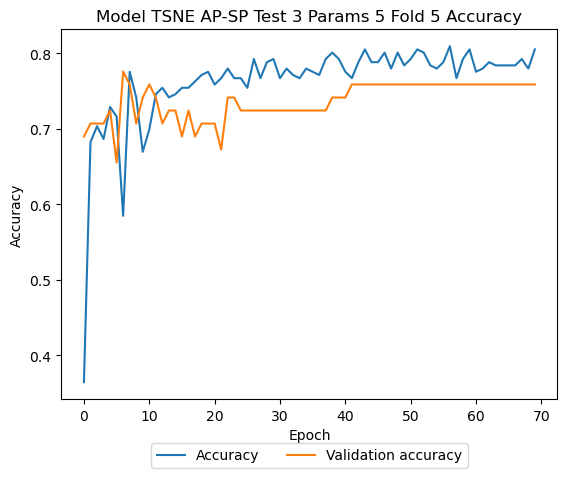 Model TSNE AP-SP Test 3 Params 5 Fold 5 Accuracy
0.8
0.7
0.6
0.5
0.4
Accuracy
0 10 20 30 40 50 60 70
Epoch
Accuracy Validation accuracy